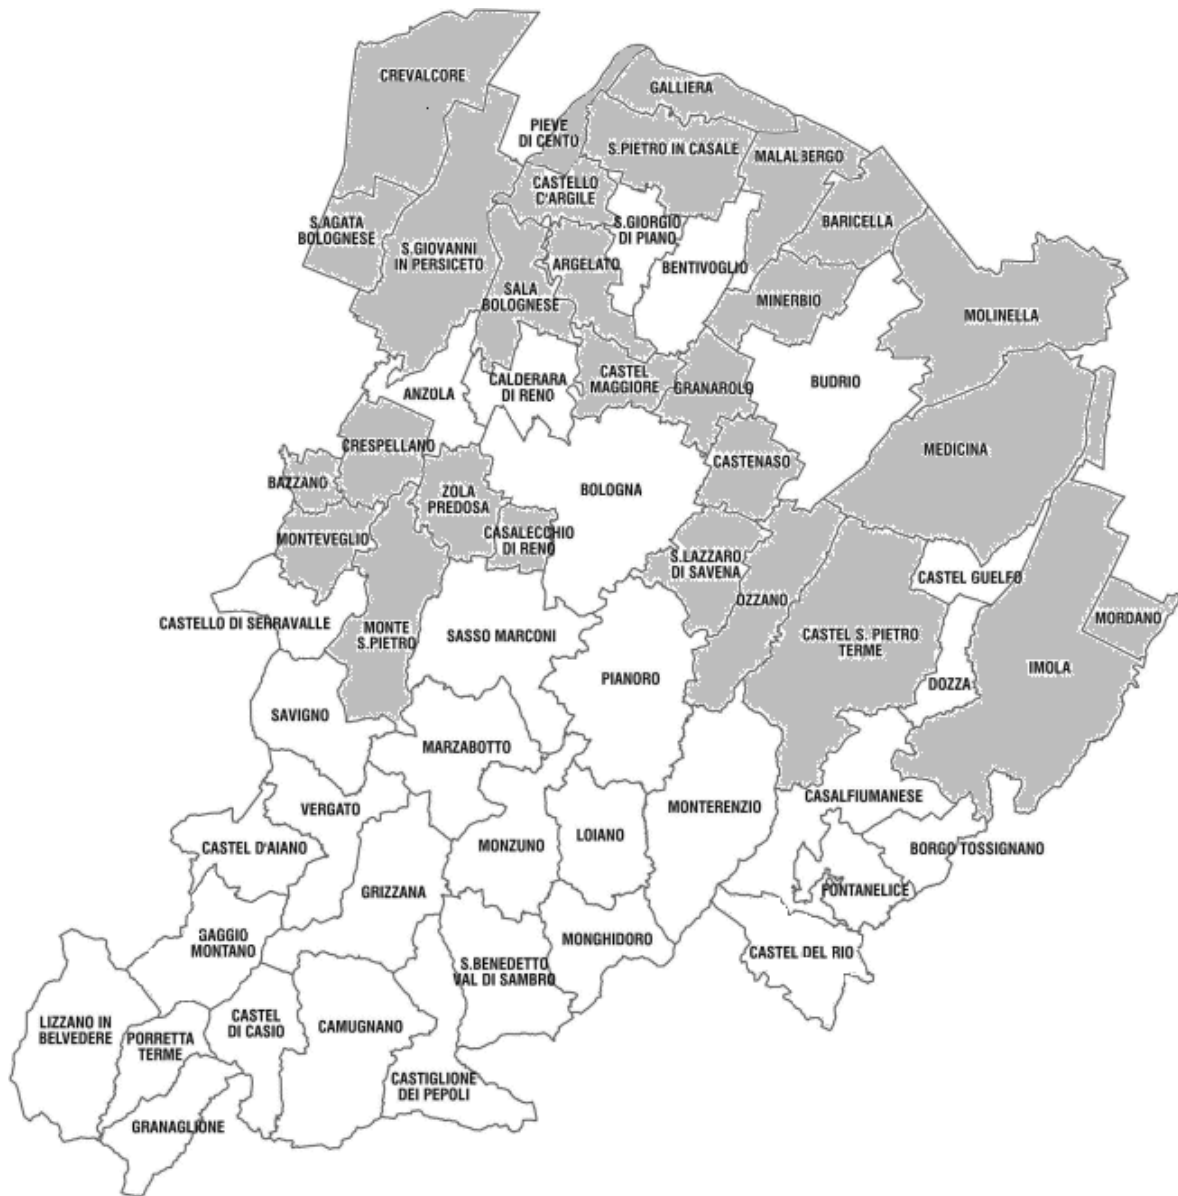 CREVALCORE
GALLIERA
PIEVE
DI CENTO
S.PIETRO IN CASALE
MALALBERGO
CASTELLO
C'ARGILE
S.AGATA
BOLOGNESE
S.GIOVANNI
IN PERSICETO
S.GIORGIO
DI PIANO
BARICELLA
ARGELATO
BENTIVOGLIO
SALA
BOLOGNESE
MINERBIO
MOLINELLA
CALDERARA
DI RENO
CASTEL
MAGGIORE
GRANAROLO
BUDRIO
ANZOLA
CRESPELLANO
MEDICINA
CASTENASO
BAZZANO
ZOLA
PREDOSA
BOLOGNA
MONTEVEGLIO
CASALECCHIO
DI RENO
S.LAZZARO
DI SAVENA
CASTEL GUELFO
OZZANO
MORDANO
CASTELLO DI SERRAVALLE
MONTE
S.PIETRO
SASSO MARCONI
CASTEL S. PIETRO
TERME
IMOLA
PIANORO
DOZZA
SAVIGNO
MARZABOTTO
VERGATO
MONTERENZIO
CASALFIUMANESE
CASTEL D'AIANO
MONZUNO
LOIANO
BORGO TOSSIGNANO
GRIZZANA
FONTANELICE
GAGGIO
MONTANO
MONGHIDORO
CASTEL DEL RIO
S.BENEDETTO
VAL DI SAMBRO
LIZZANO IN
BELVEDERE
PORRETTA
TERME
CASTEL
DI CASIO
CAMUGNANO
CASTIGLIONE
DEI PEPOLI
GRANAGLIONE